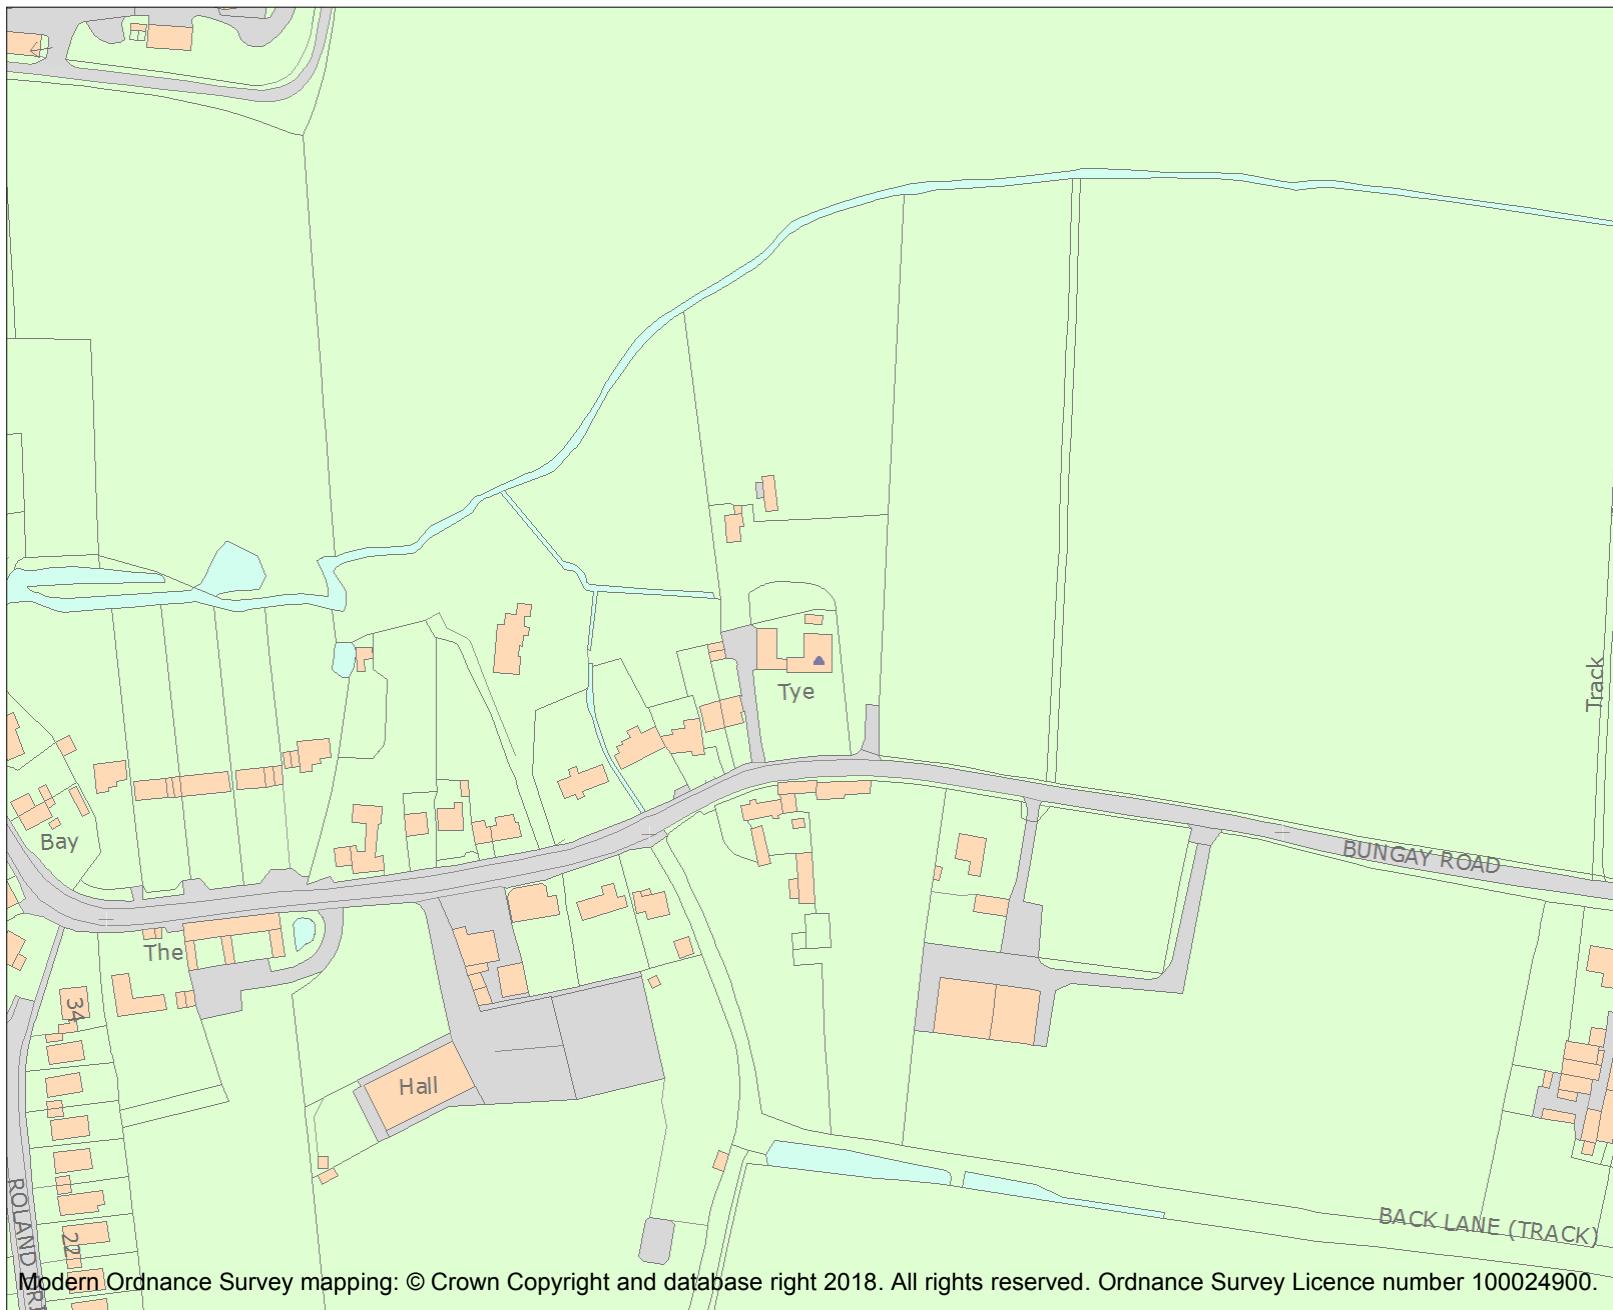 Track
Tye
Bay
BUNGAY ROAD
The
34
Hall
BACK LANE (TRACK)
ROLAND
22
Modern Ordnance Survey mapping: © Crown Copyright and database right 2018. All rights reserved. Ordnance Survey Licence number 100024900.